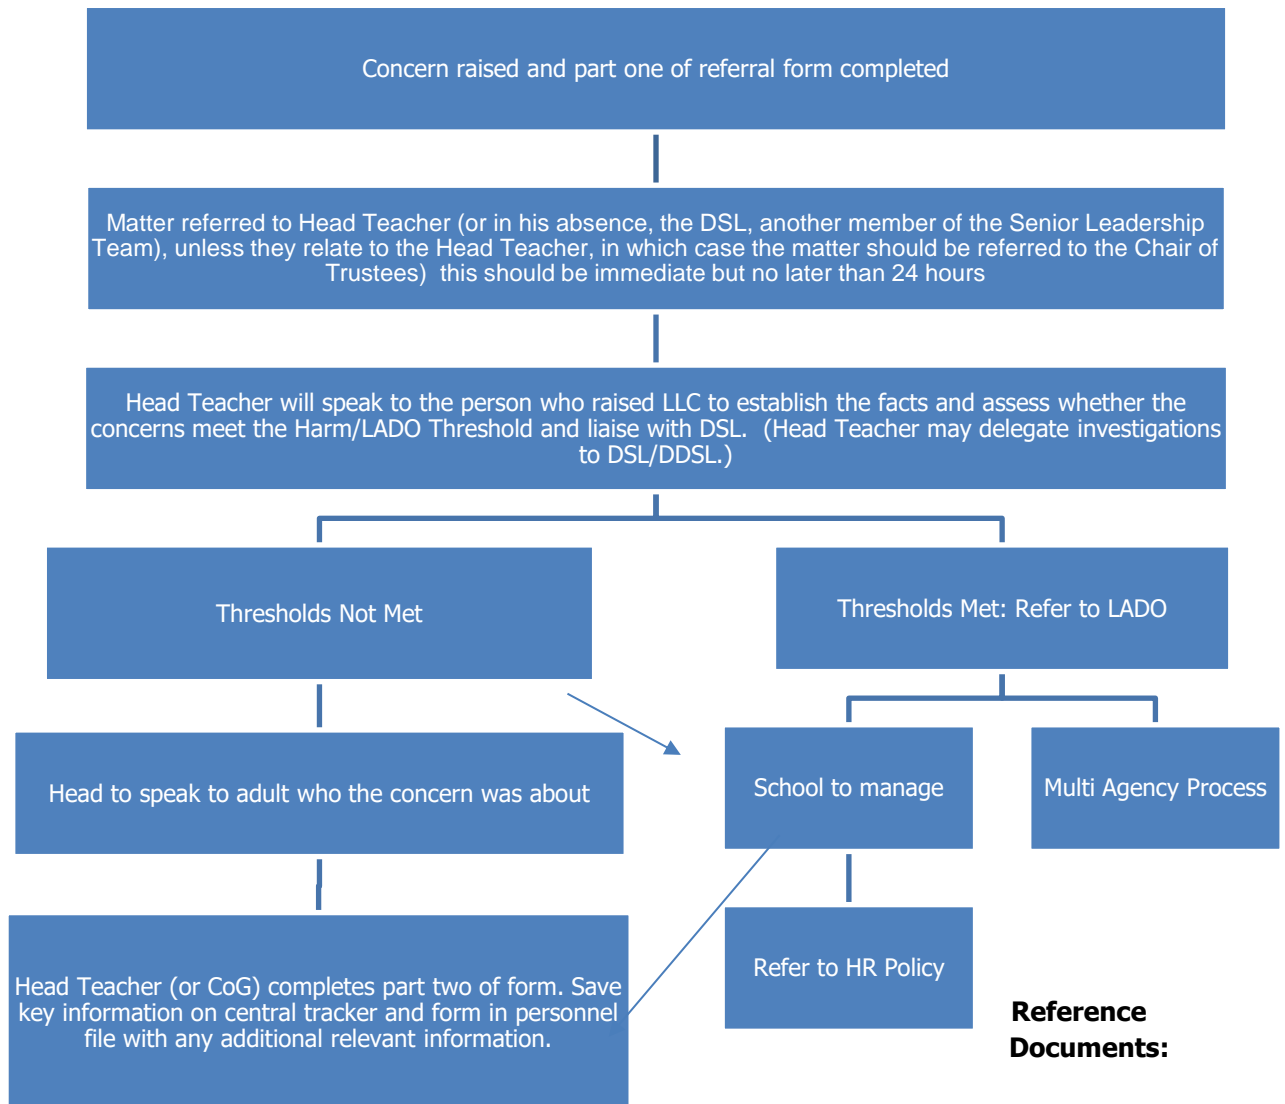 Concern raised and part one of referral form completed
Matter referred to Head Teacher (or in his absence, the DSL, another member of the Senior Leadership
Team), unless they relate to the Head Teacher, in which case the matter should be referred to the Chair of
Trustees)  this should be immediate but no later than 24 hours
Head Teacher will speak to the person who raised LLC to establish the facts and assess whether the
concerns meet the Harm/LADO Threshold and liaise with DSL.  (Head Teacher may delegate investigations
to DSL/DDSL.)
Thresholds Not Met
Thresholds Met: Refer to LADO
Head to speak to adult who the concern was about
School to manage
Multi Agency Process
Head Teacher (or CoG) completes part two of form. Save
key information on central tracker and form in personnel
file with any additional relevant information.
Refer to HR Policy
Reference
Documents: